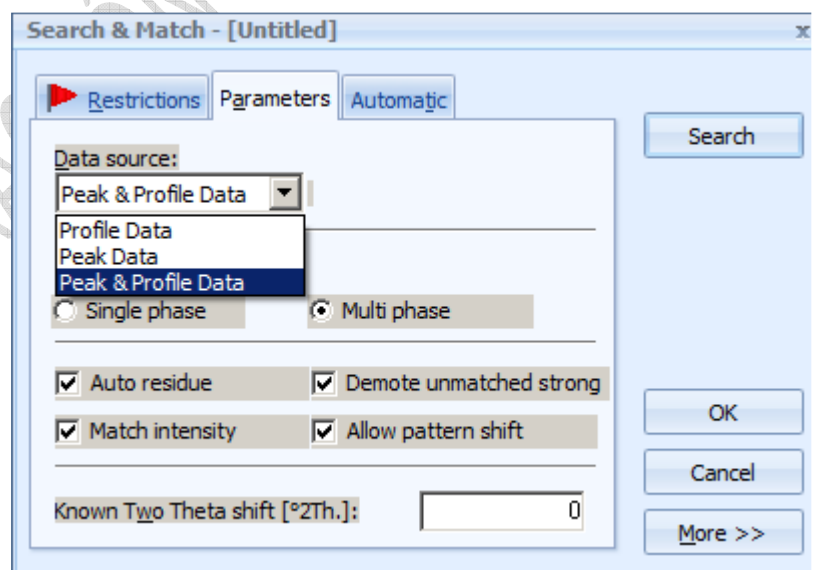 Search & Match - [Untitled] x
Restrictions Parameters Automatic
Search
Data source:
Peak & Profile Data
Profile Data
Peak Data
Peak & Profile Data
Single phase Multi phase
Auto residue Demote unmatched strong
Match intensity Allow pattern shift
OK
Cancel
Known Two Theta shift [°2Th.]: 0
More >>